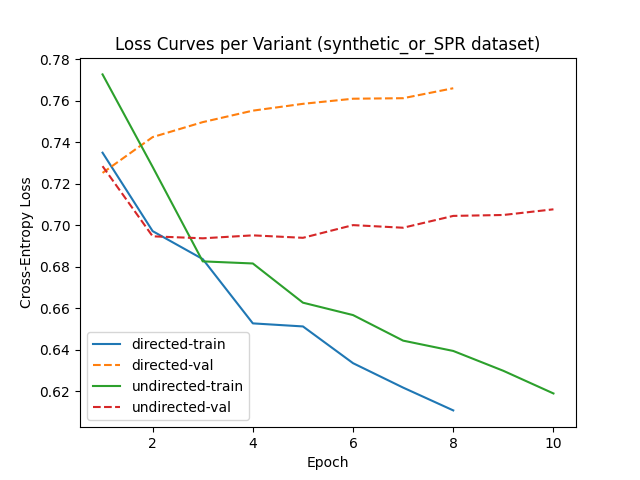 Loss Curves per Variant (synthetic_or_SPR dataset)
Cross-Entropy Loss
0.78
0.76
0.74
0.72
0.70
0.68
0.66
0.64
0.62
directed-train
directed-val
undirected-train
undirected-val
2 4 6 8 10
Epoch